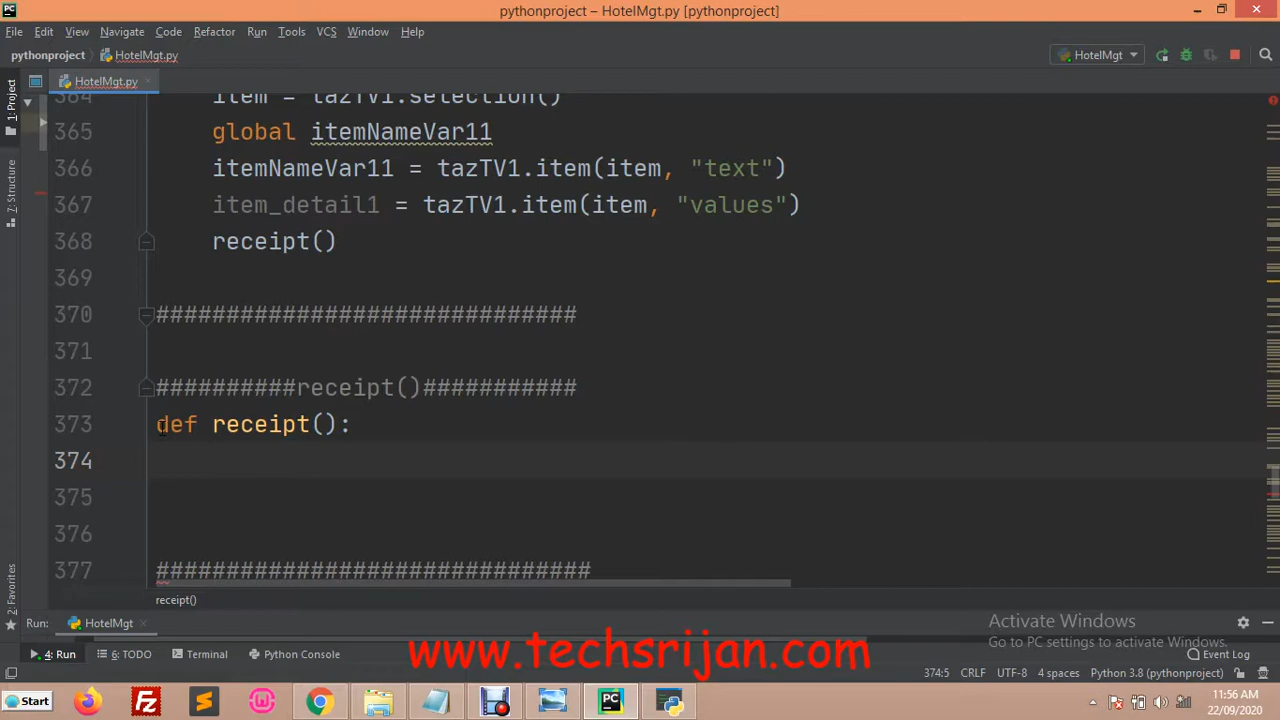 pythonproject – HotelMgt.py [pythonproject]
File Edit View Navigate Code Refactor Run Tools VCS Window Help
pythonproject HotelMgt.py HotelMgt
1: Project
HotelMgt.py
364 item = tazTV1.selection()
365 global itemNameVar11
366 itemNameVar11 = tazTV1.item(item, "text")
367 item_detail1 = tazTV1.item(item, "values")
368 receipt()
369
370 ##############################
371
372 ##########receipt()###########
373 def receipt():
374
375
376
377 ###############################
7: Structure
2: Favorites
receipt()
Run: HotelMgt
Activate Windows
Go to PC settings to activate Windows.
4: Run 6: TODO Terminal Python Console Event Log
www.techsrijan.com
374:5 CRLF UTF-8 4 spaces Python 3.8 (pythonproject)
Start
11:56 AM
22/09/2020